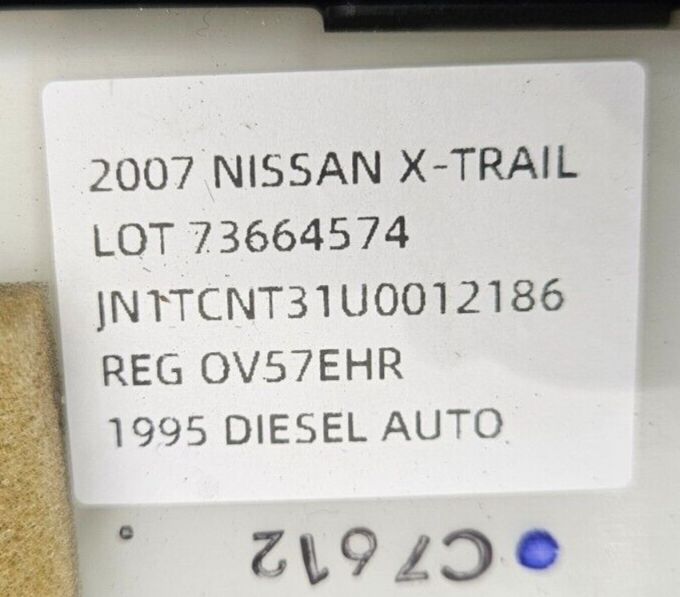 2007 NISSAN X-TRAIL
LOT 73664574
JN1TCNT31U0012186
REG OV57EHR
1995 DIESEL AUTO
C7612